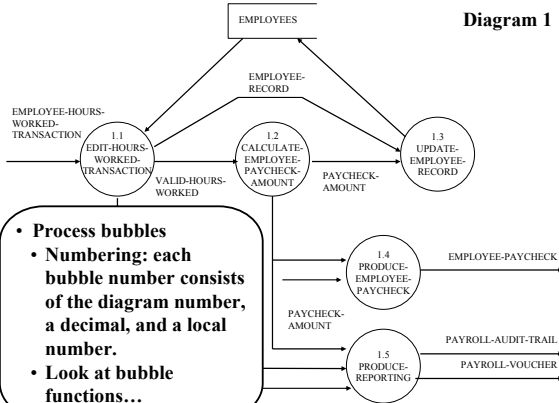 EMPLOYEES
Diagram 1
EMPLOYEE-
RECORD
EMPLOYEE-HOURS-
WORKED-
TRANSACTION
1.1
EDIT-HOURS-
WORKED-
TRANSACTION
VALID-HOURS-
WORKED
1.2
CALCULATE-
EMPLOYEE-
PAYCHECK-
AMOUNT
PAYCHECK-
AMOUNT
1.3
UPDATE-
EMPLOYEE-
RECORD
• Process bubbles
• Numbering: each
bubble number consists
of the diagram number,
a decimal, and a local
number.
• Look at bubble
functions…
1.4
PRODUCE-
EMPLOYEE-
PAYCHECK
EMPLOYEE-PAYCHECK
PAYCHECK-
AMOUNT
1.5
PRODUCE-
REPORTING
PAYROLL-AUDIT-TRAIL
PAYROLL-VOUCHER